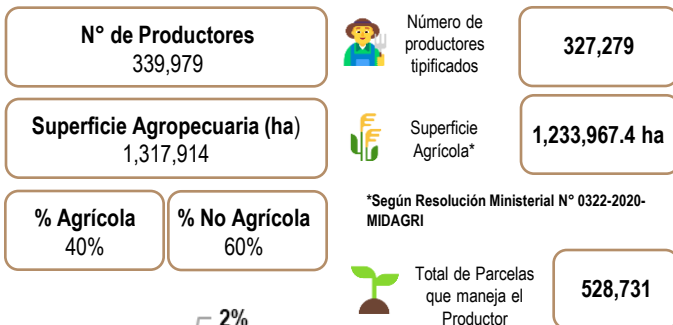 N° de Productores
339,979
Superficie Agropecuaria (ha)
1,317,914
% Agrícola
40%
% No Agrícola
60%
2%
Número de
productores
tipificados
327,279
Superficie
Agrícola*
1,233,967.4 ha
*Según Resolución Ministerial N° 0322-2020-
MIDAGRI
Total de Parcelas
que maneja el
Productor
528,731